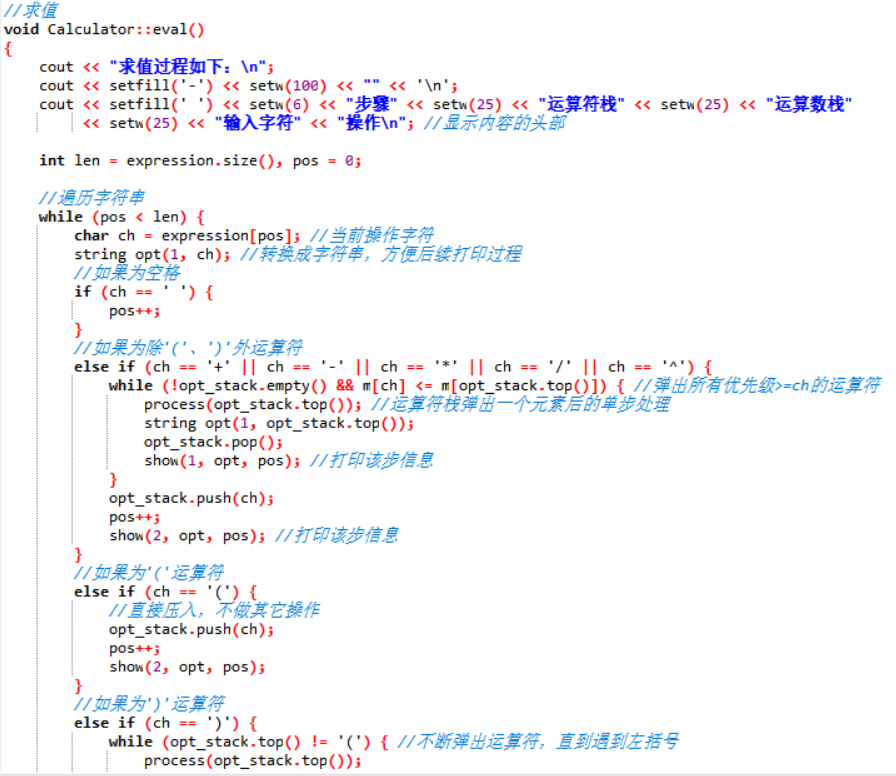 //求值
void Calculator::eval()
{
    cout << "求值过程如下：\n";
    cout << setfill('-') << setw(100) << "" << '\n';
    cout << setfill(' ') << setw(6) << "步骤" << setw(25) << "运算符栈" << setw(25) << "运算数栈"
         << setw(25) << "输入字符" << "操作\n"; //显示内容的头部

    int len = expression.size(), pos = 0;

    //遍历字符串
    while (pos < len) {
        char ch = expression[pos]; //当前操作字符
        string opt(1, ch); //转换成字符串，方便后续打印过程
        //如果为空格
        if (ch == ' ') {
            pos++;
        }
        //如果为除'('、')'外运算符
        else if (ch == '+' || ch == '-' || ch == '*' || ch == '/' || ch == '^') {
            while (!opt_stack.empty() && m[ch] <= m[opt_stack.top()]) { //弹出所有优先级>=ch的运算符
                process(opt_stack.top()); //运算符栈弹出一个元素后的单步处理
                string opt(1, opt_stack.top());
                opt_stack.pop();
                show(1, opt, pos); //打印该步信息
            }
            opt_stack.push(ch);
            pos++;
            show(2, opt, pos); //打印该步信息
        }
        //如果为'('运算符
        else if (ch == '(') {
            //直接压入，不做其它操作
            opt_stack.push(ch);
            pos++;
            show(2, opt, pos);
        }
        //如果为')'运算符
        else if (ch == ')') {
            while (opt_stack.top() != '(') { //不断弹出运算符，直到遇到左括号
                process(opt_stack.top());